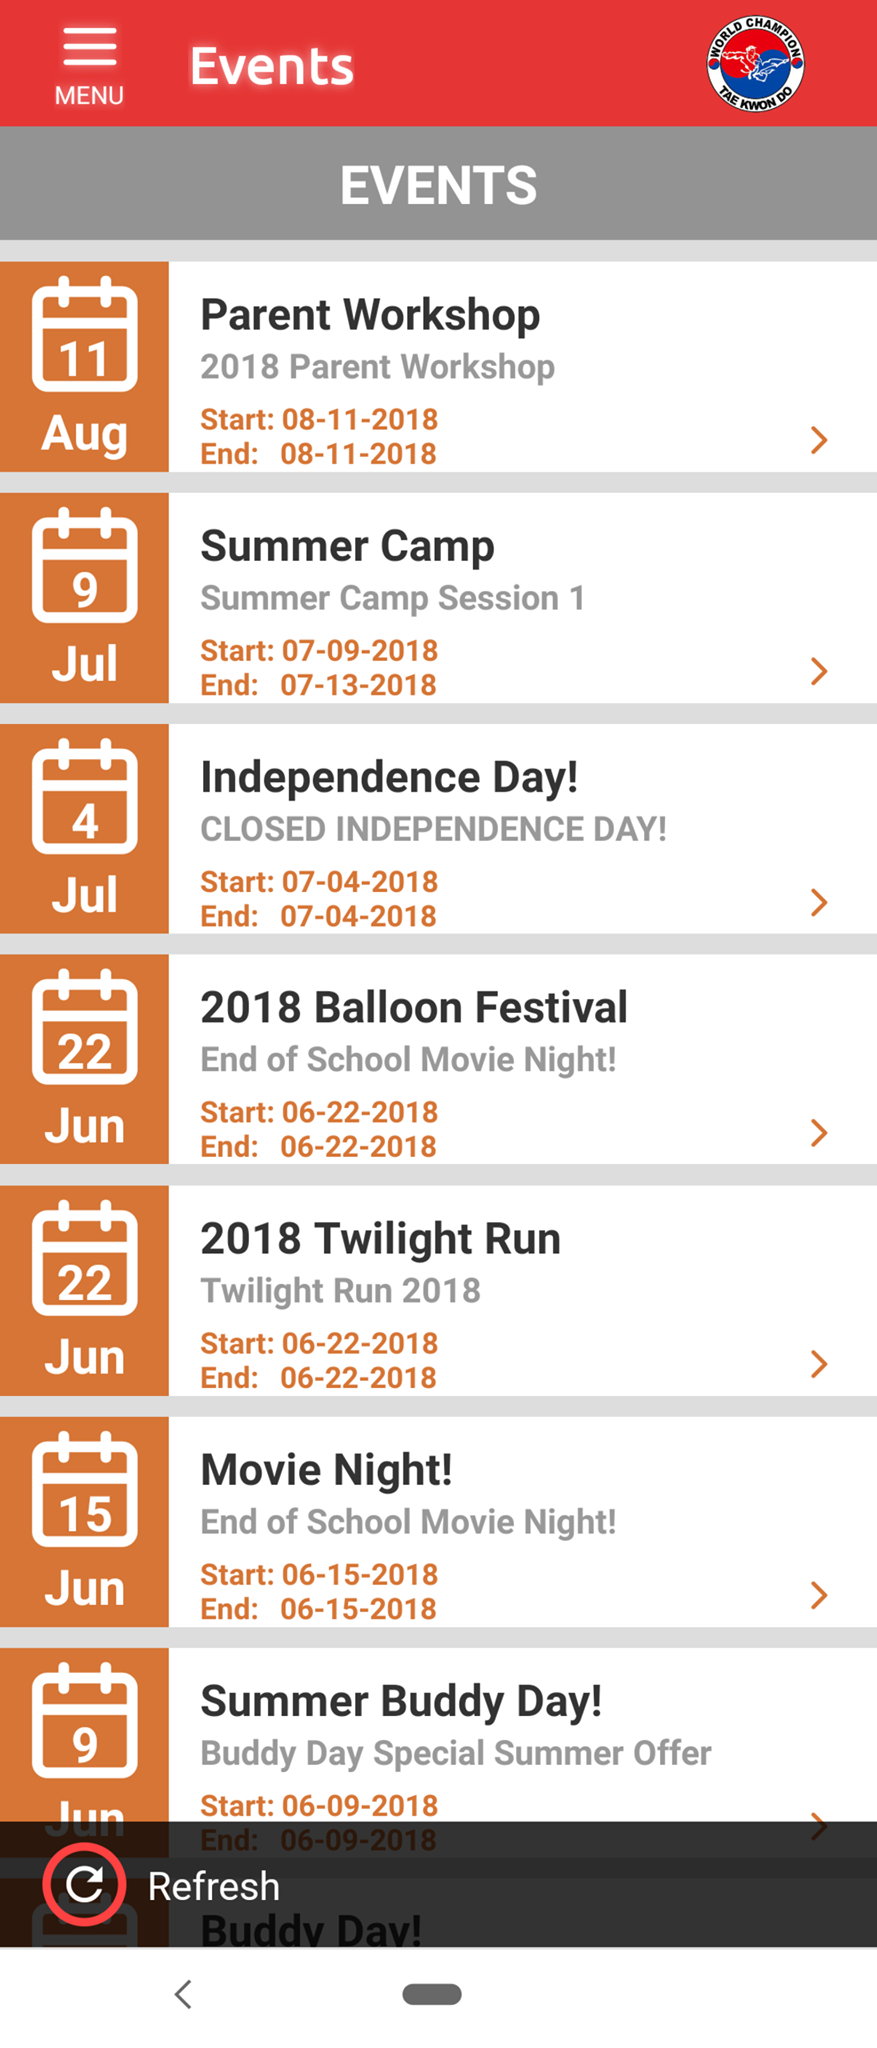 MENU
Events
WORLD CHAMPION
TAE KWON DO
EVENTS
11
Aug
Parent Workshop
2018 Parent Workshop
Start: 08-11-2018
End: 08-11-2018
9
Jul
Summer Camp
Summer Camp Session 1
Start: 07-09-2018
End: 07-13-2018
4
Jul
Independence Day!
CLOSED INDEPENDENCE DAY!
Start: 07-04-2018
End: 07-04-2018
22
Jun
2018 Balloon Festival
End of School Movie Night!
Start: 06-22-2018
End: 06-22-2018
22
Jun
2018 Twilight Run
Twilight Run 2018
Start: 06-22-2018
End: 06-22-2018
15
Jun
Movie Night!
End of School Movie Night!
Start: 06-15-2018
End: 06-15-2018
9
Jun
Summer Buddy Day!
Buddy Day Special Summer Offer
Start: 06-09-2018
End: 06-09-2018
Refresh
Buddy Day!